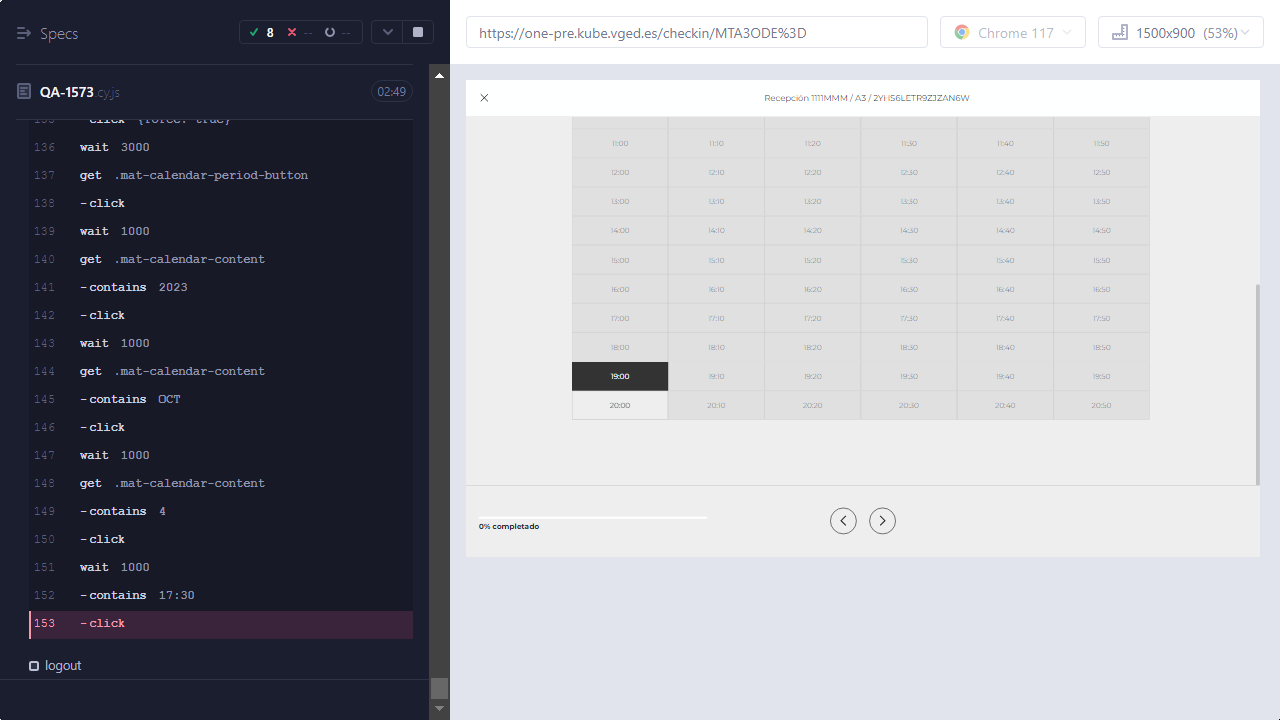 Specs
8 -- --
QA-1573 cy.js
02:49
135 -click {force: true}
136 wait 3000
137 get .mat-calendar-period-button
138 -click
139 wait 1000
140 get .mat-calendar-content
141 -contains 2023
142 -click
143 wait 1000
144 get .mat-calendar-content
145 -contains OCT
146 -click
147 wait 1000
148 get .mat-calendar-content
149 -contains 4
150 -click
151 wait 1000
152 -contains 17:30
153 -click
logout
https://one-pre.kube.vged.es/checkin/MTA3ODE%3D
Chrome 117
1500x900 (53%)
Recepción 1111MMM / A3 / 2YHS6LETR9ZJZAN6W
11:00 11:10 11:20 11:30 11:40 11:50
12:00 12:10 12:20 12:30 12:40 12:50
13:00 13:10 13:20 13:30 13:40 13:50
14:00 14:10 14:20 14:30 14:40 14:50
15:00 15:10 15:20 15:30 15:40 15:50
16:00 16:10 16:20 16:30 16:40 16:50
17:00 17:10 17:20 17:30 17:40 17:50
18:00 18:10 18:20 18:30 18:40 18:50
19:00 19:10 19:20 19:30 19:40 19:50
20:00 20:10 20:20 20:30 20:40 20:50
0% completado